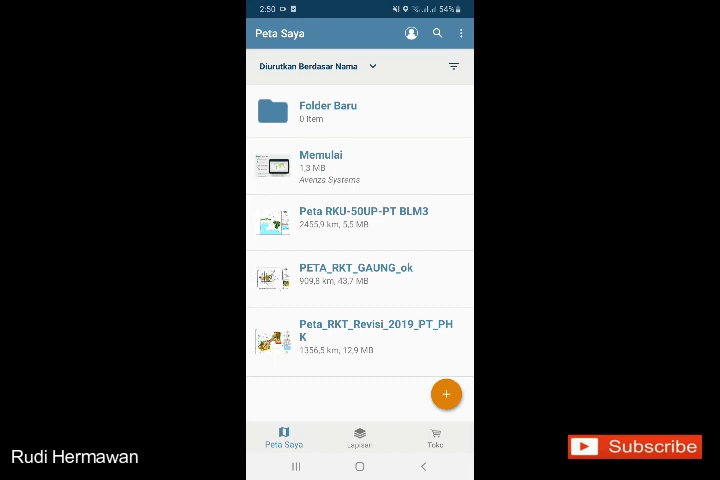 2:50 54%
Peta Saya
Diurutkan Berdasar Nama
Folder Baru
0 Item
Memulai
1,3 MB
Avenza Systems
Peta RKU-50UP-PT BLM3
2455,9 km, 5,5 MB
PETA_RKT_GAUNG_ok
909,8 km, 43,7 MB
Peta_RKT_Revisi_2019_PT_PH
K
1356,5 km, 12,9 MB
Peta Saya Lapisan Toko
Rudi Hermawan
Subscribe